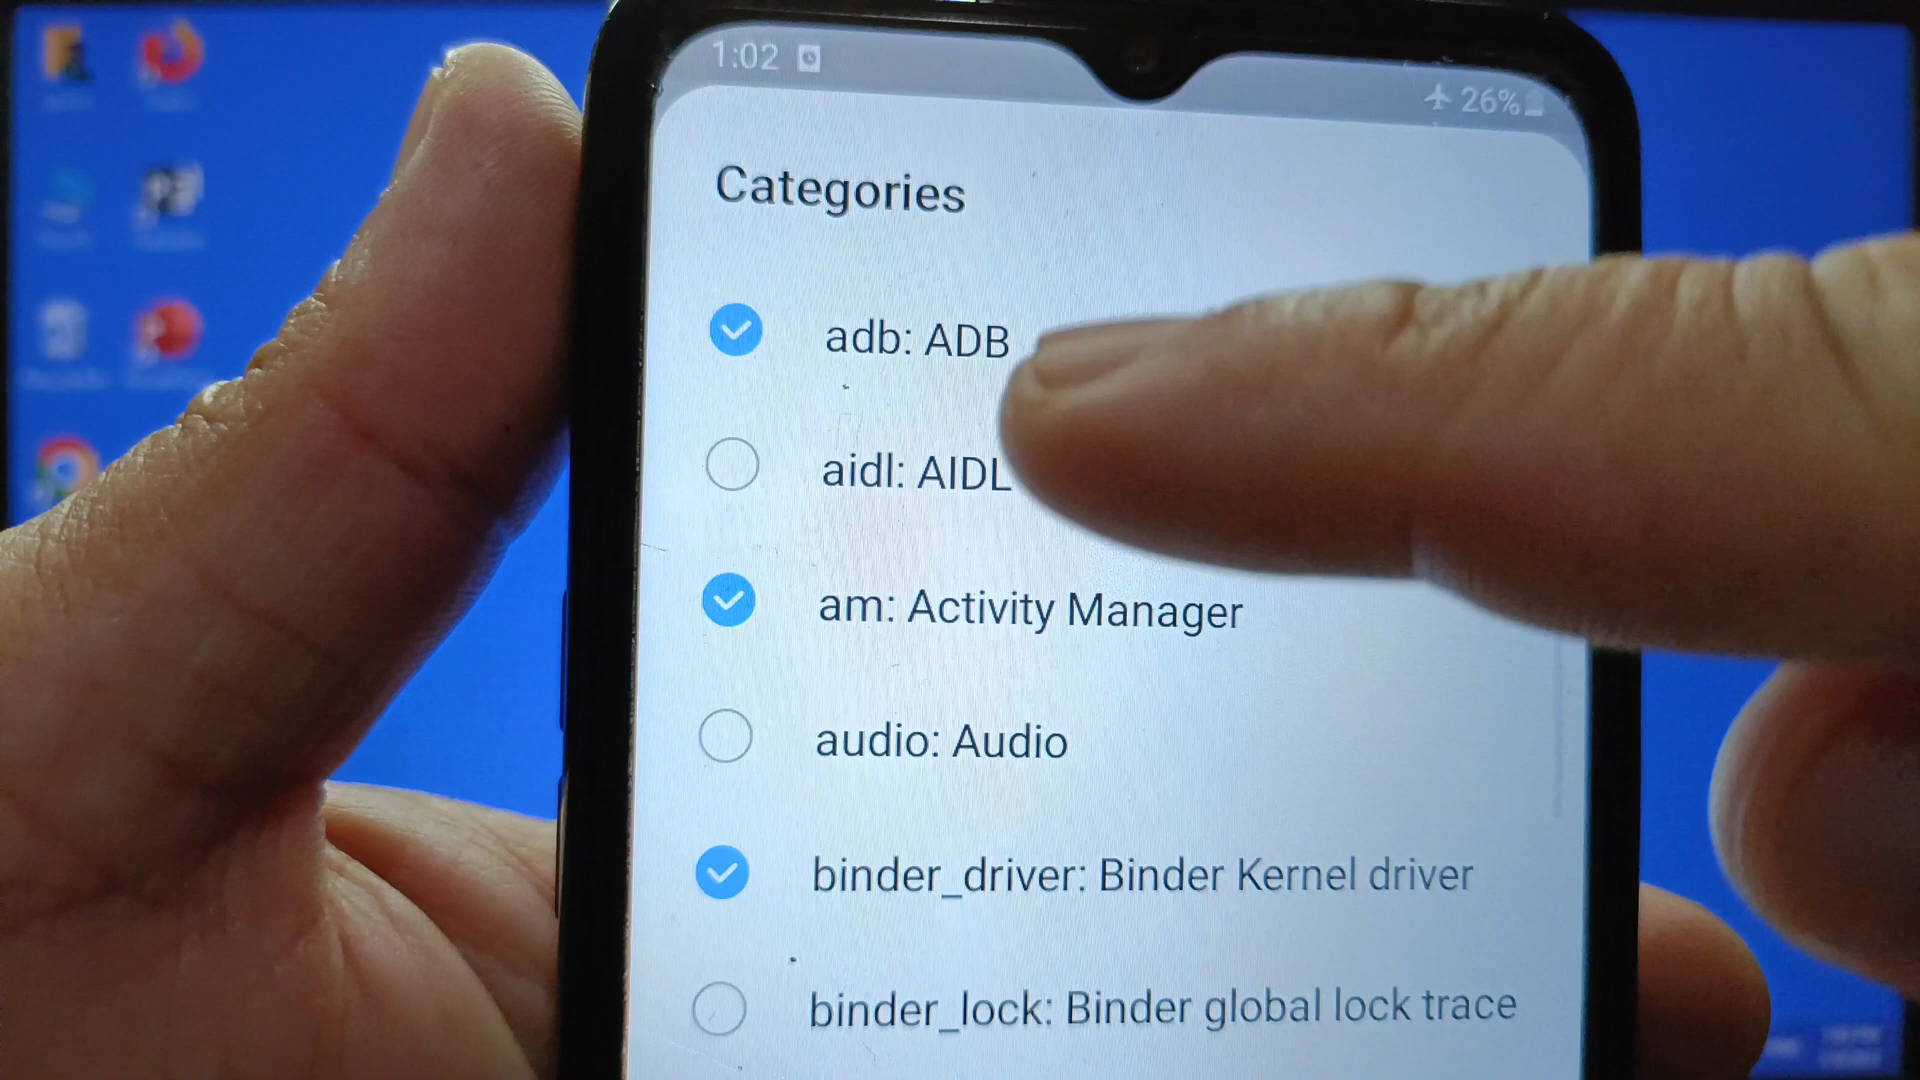 1:02
26%
Categories
adb: ADB
aidl: AIDL
am: Activity Manager
audio: Audio
binder_driver: Binder Kernel driver
binder_lock: Binder global lock trace